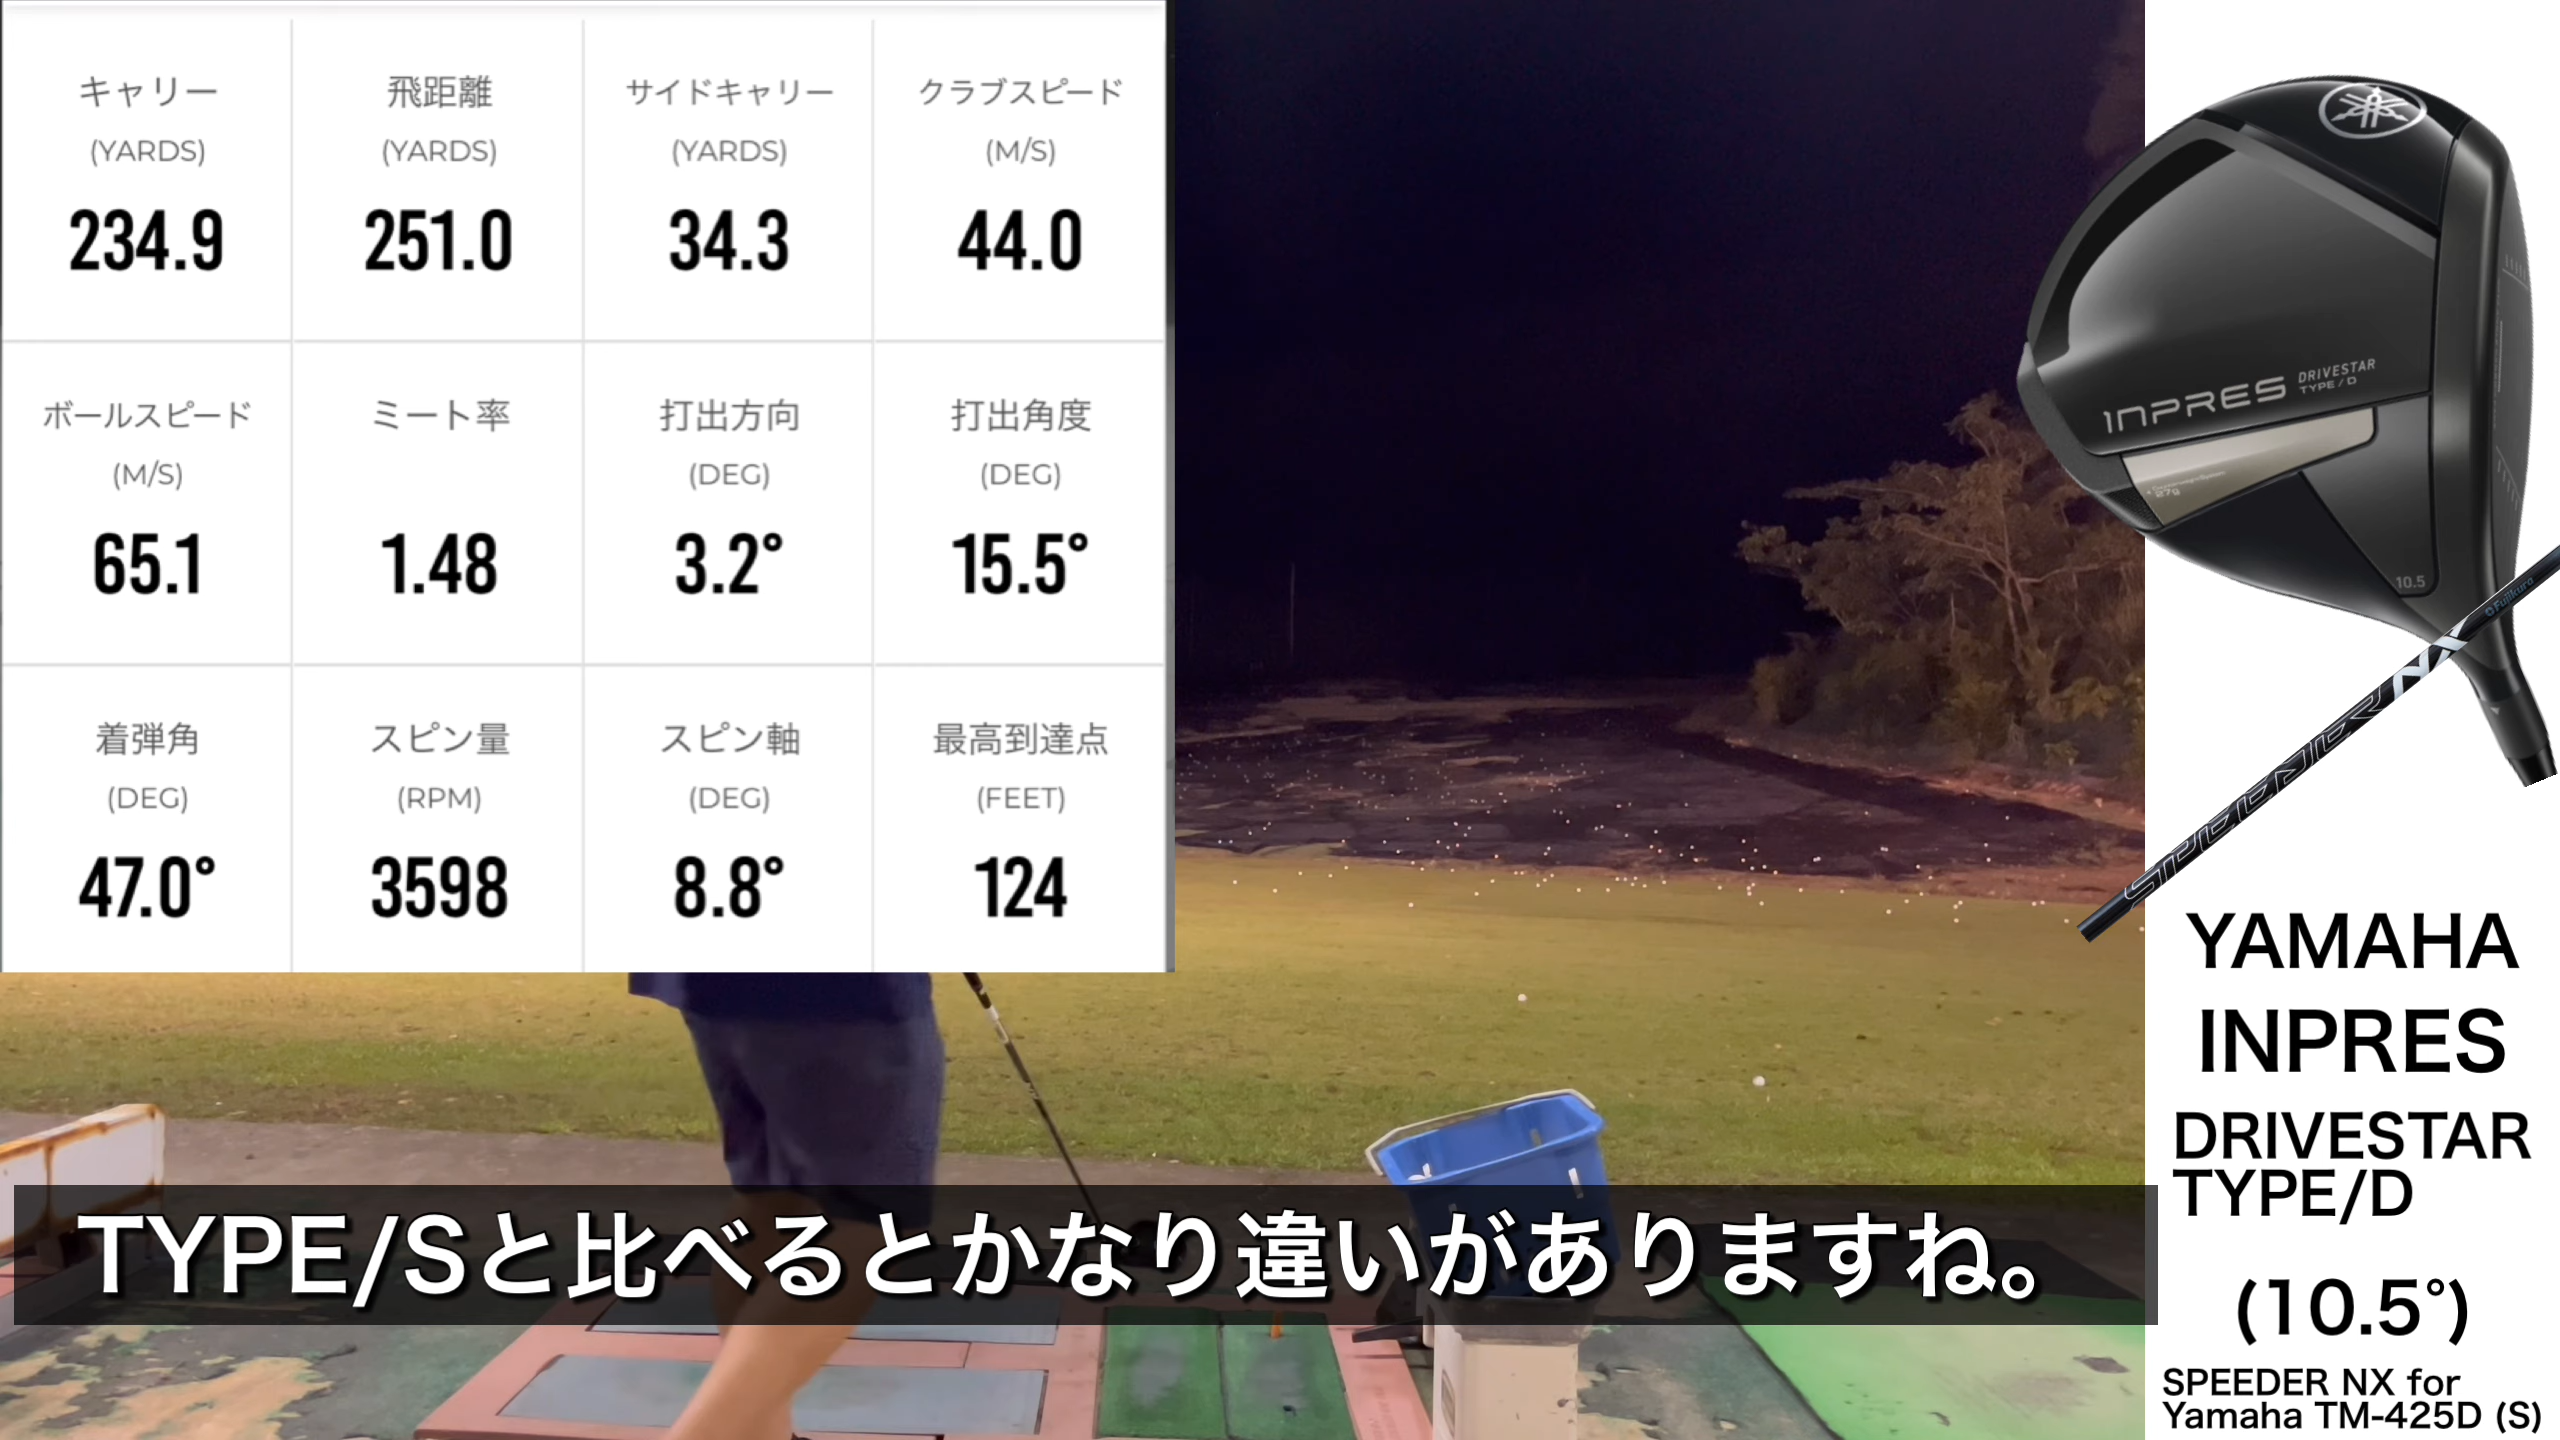 キャリー
(YARDS)
234.9
飛距離
(YARDS)
251.0
サイドキャリー
(YARDS)
34.3
クラブスピード
(M/S)
44.0
ボールスピード
(M/S)
65.1
ミート率
1.48
打出方向
(DEG)
3.2°
打出角度
(DEG)
15.5°
着弾角
(DEG)
47.0°
スピン量
(RPM)
3598
スピン軸
(DEG)
8.8°
最高到達点
(FEET)
124
INPRES
DRIVESTAR
TYPE/D
10.5
Fujikura
SPEEDER NX
YAMAHA
INPRES
DRIVESTAR
TYPE/D
(10.5°)
SPEEDER NX for
Yamaha TM-425D (S)
TYPE/Sと比べるとかなり違いがありますね。